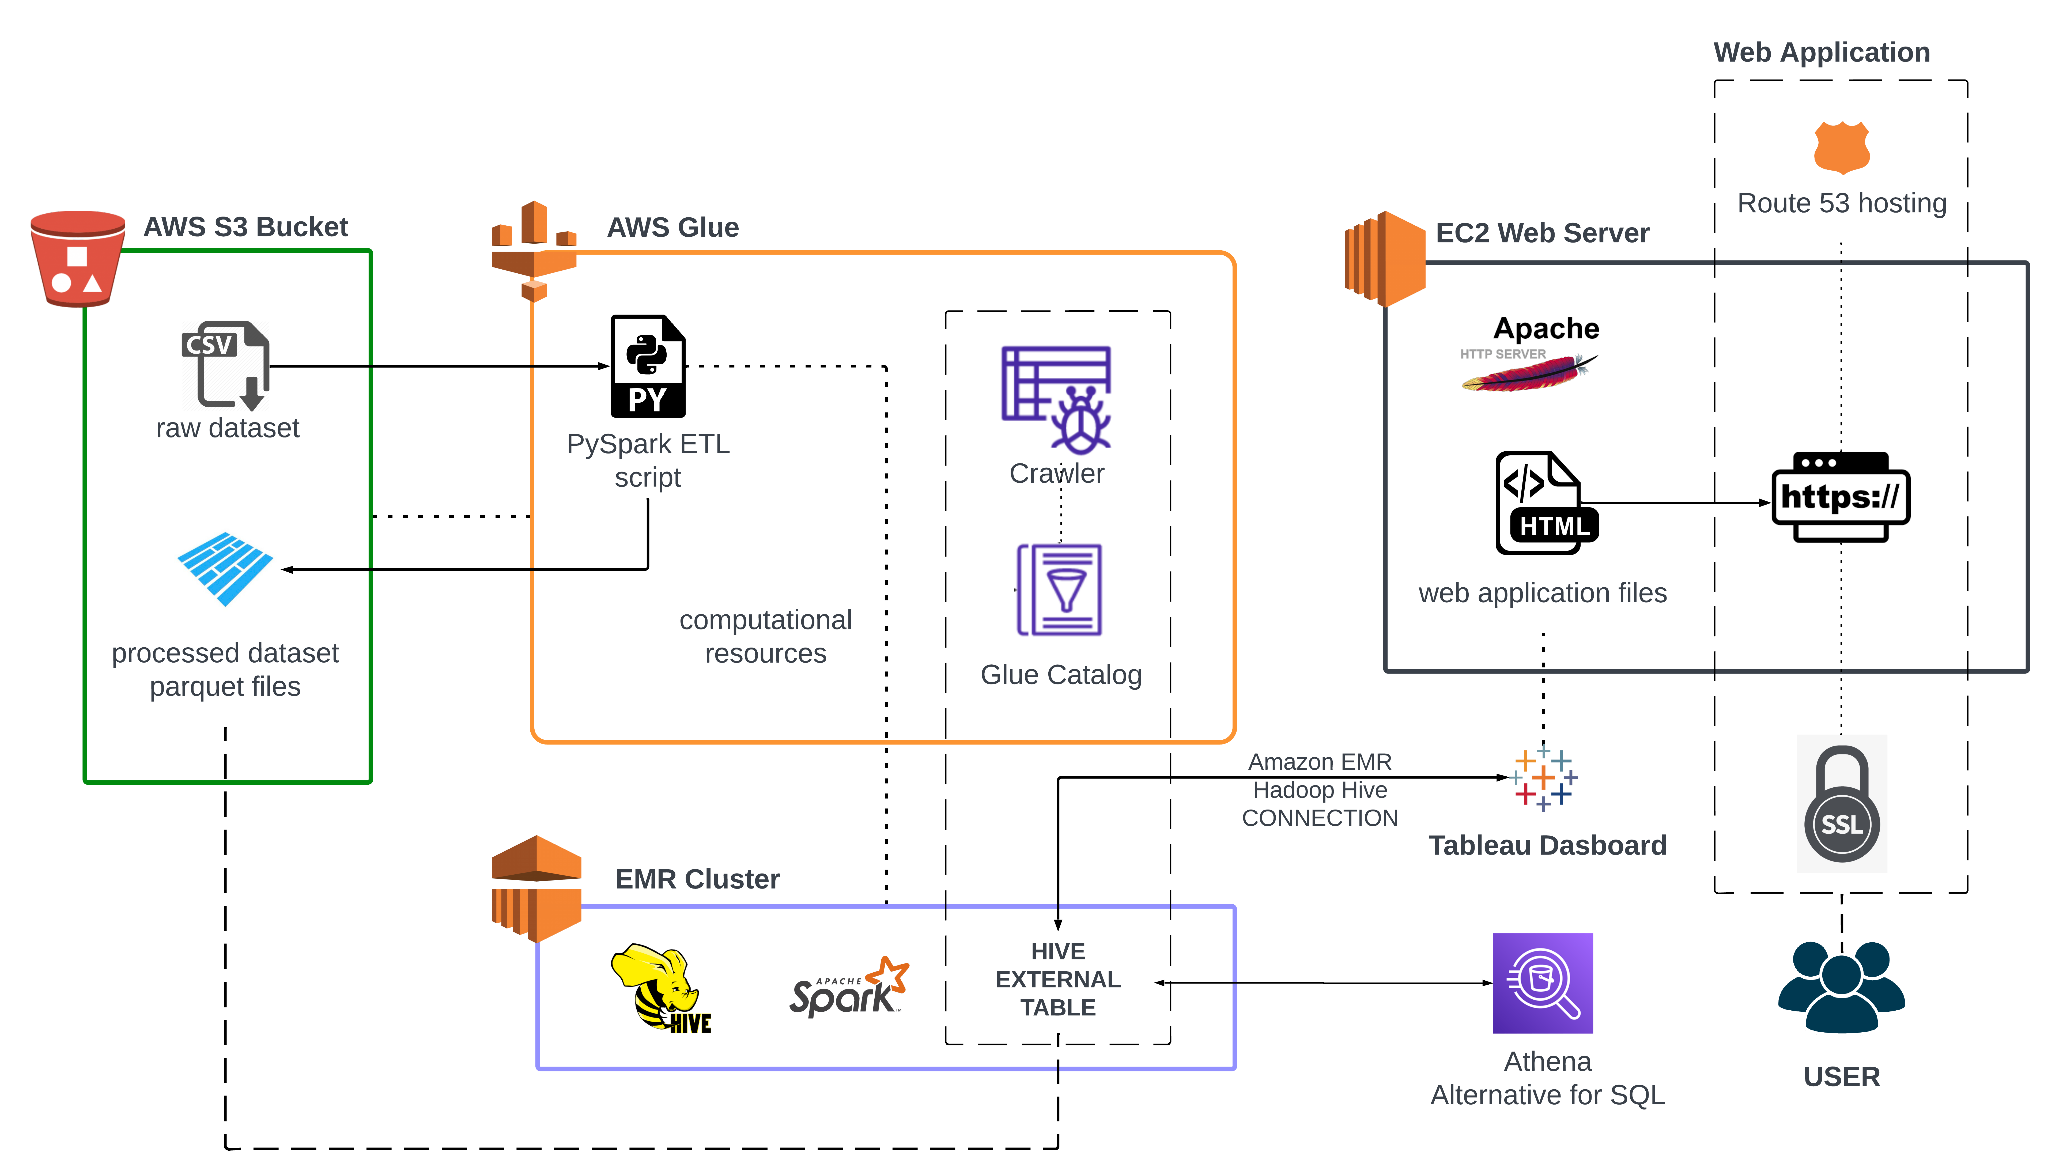 Web Application
Route 53 hosting
AWS S3 Bucket
AWS Glue
EC2 Web Server
CSV
raw dataset
PY
PySpark ETL
script
Crawler
Apache
HTTP SERVER
</>
HTML
https://
web application files
processed dataset
parquet files
computational
resources
Glue Catalog
Amazon EMR
Hadoop Hive
CONNECTION
Tableau Dasboard
SSL
EMR Cluster
HIVE
APACHE
Spark
HIVE
EXTERNAL
TABLE
Athena
Alternative for SQL
USER